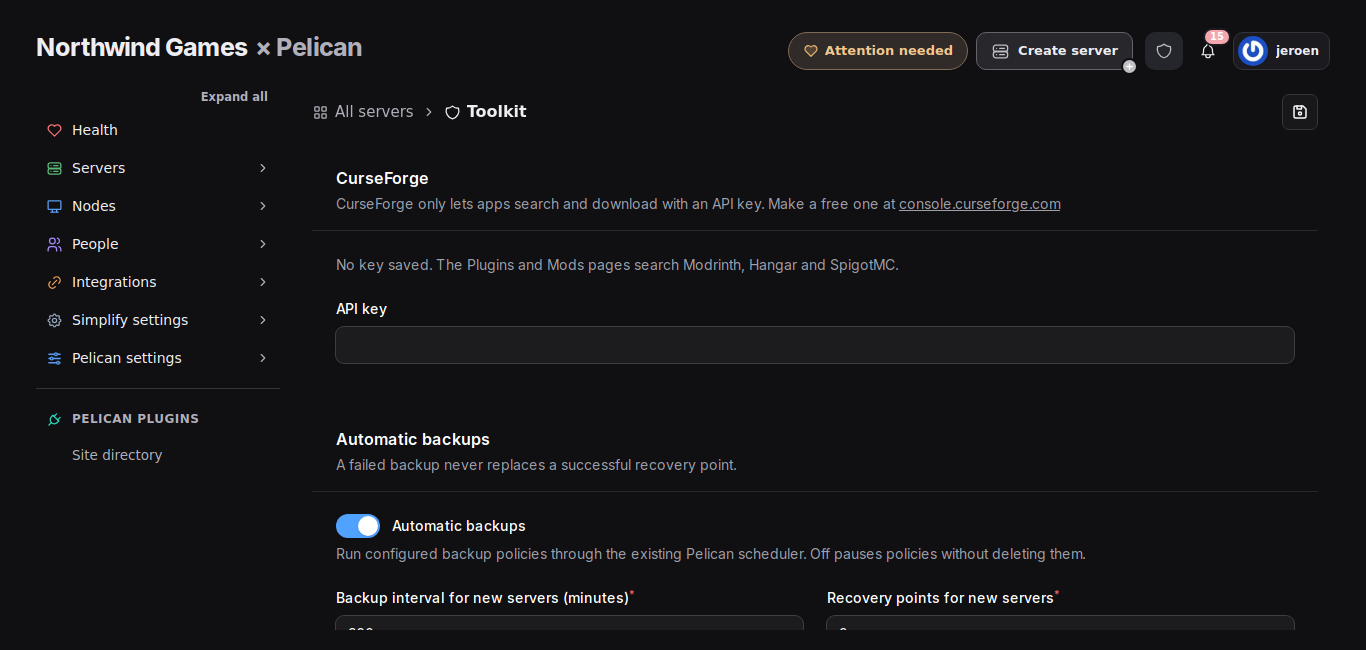 Northwind Games × Pelican
Attention needed
Create server
15
jeroen
Expand all
Health
Servers
Nodes
People
Integrations
Simplify settings
Pelican settings
PELICAN PLUGINS
Site directory
All servers
Toolkit
CurseForge
CurseForge only lets apps search and download with an API key. Make a free one at console.curseforge.com
No key saved. The Plugins and Mods pages search Modrinth, Hangar and SpigotMC.
API key
Automatic backups
A failed backup never replaces a successful recovery point.
Automatic backups
Run configured backup policies through the existing Pelican scheduler. Off pauses policies without deleting them.
Backup interval for new servers (minutes)*
Recovery points for new servers*